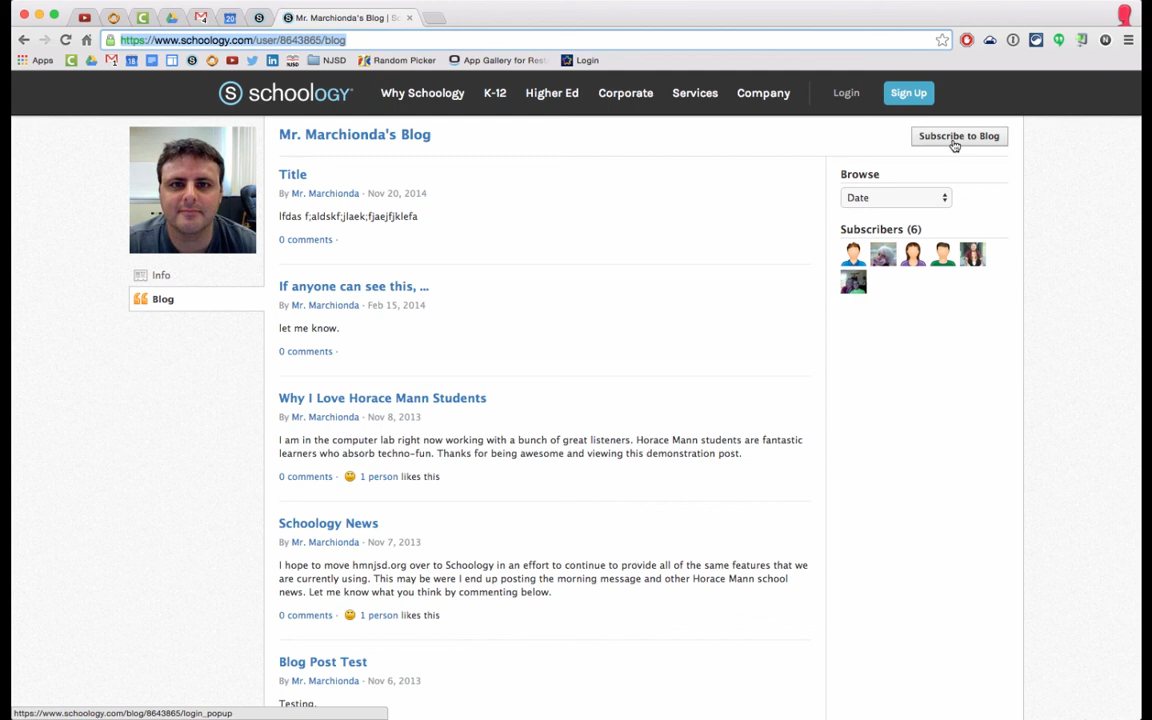 Mr. Marchionda's Blog | Sc
https://www.schoology.com/user/8643865/blog
Apps
NJSD
Random Picker
App Gallery for Rest
Login
schoology
Why Schoology
K-12
Higher Ed
Corporate
Services
Company
Login
Sign Up
Mr. Marchionda's Blog
Subscribe to Blog
Title
By Mr. Marchionda · Nov 20, 2014
lfdas f;aldskf;jlaek;fjaejfjklefa
0 comments ·
Browse
Date
Subscribers (6)
Info
Blog
If anyone can see this, ...
By Mr. Marchionda · Feb 15, 2014
let me know.
0 comments ·
Why I Love Horace Mann Students
By Mr. Marchionda · Nov 8, 2013
I am in the computer lab right now working with a bunch of great listeners. Horace Mann students are fantastic
learners who absorb techno-fun. Thanks for being awesome and viewing this demonstration post.
0 comments · 1 person likes this
Schoology News
By Mr. Marchionda · Nov 7, 2013
I hope to move hmnjsd.org over to Schoology in an effort to continue to provide all of the same features that we
are currently using. This may be were I end up posting the morning message and other Horace Mann school
news. Let me know what you think by commenting below.
0 comments · 1 person likes this
Blog Post Test
By Mr. Marchionda · Nov 6, 2013
Testing.
https://www.schoology.com/blog/8643865/login_popup